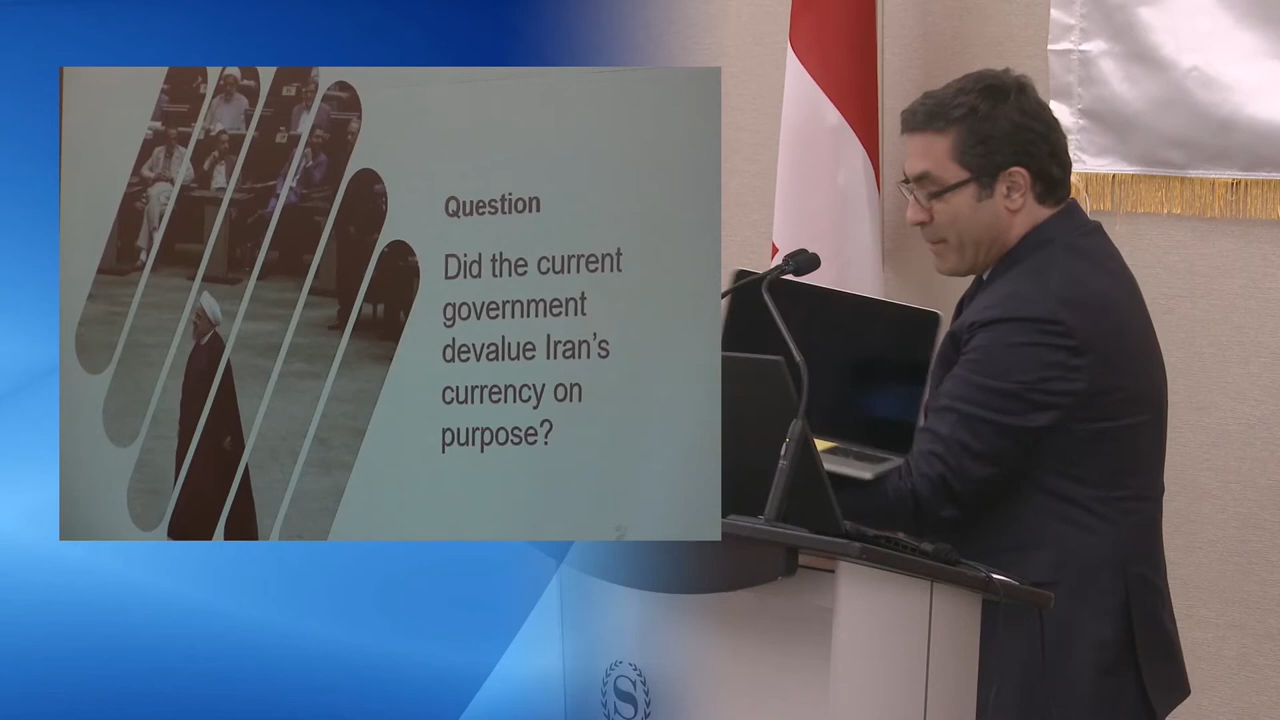 Question
Did the current
government
devalue Iran's
currency on
purpose?
S